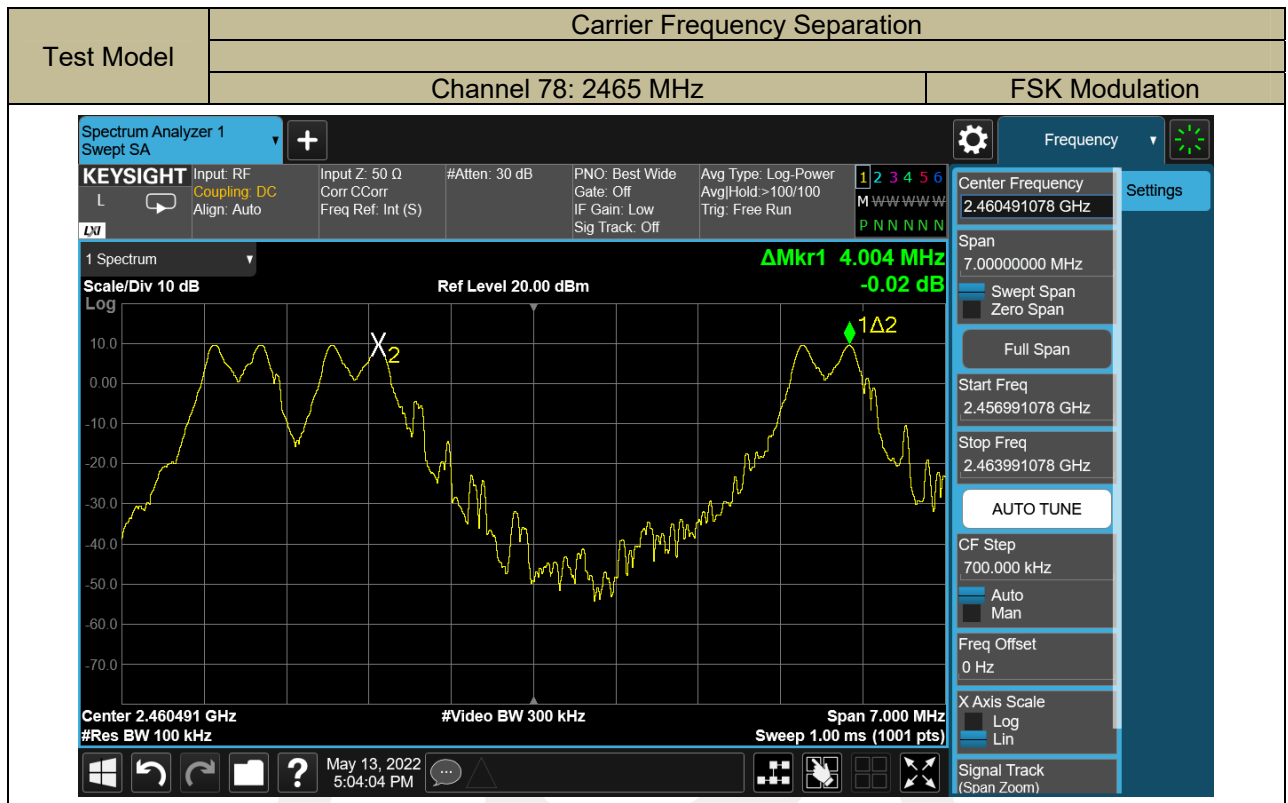 Test Model
Carrier Frequency Separation
Channel 78: 2465 MHz
FSK Modulation
Spectrum Analyzer 1
Swept SA
Frequency
KEYSIGHT
L
LXI
Input: RF
Coupling: DC
Align: Auto
Input Z: 50 Ω
Corr CCorr
Freq Ref: Int (S)
#Atten: 30 dB
PNO: Best Wide
Gate: Off
IF Gain: Low
Sig Track: Off
Avg Type: Log-Power
Avg|Hold:>100/100
Trig: Free Run
1 2 3 4 5 6
M W W W W W
P N N N N N
1 Spectrum
Scale/Div 10 dB
Ref Level 20.00 dBm
ΔMkr1 4.004 MHz
-0.02 dB
Log
10.0
0.00
-10.0
-20.0
-30.0
-40.0
-50.0
-60.0
-70.0
X2
1Δ2
Center 2.460491 GHz
#Res BW 100 kHz
#Video BW 300 kHz
Span 7.000 MHz
Sweep 1.00 ms (1001 pts)
?
May 13, 2022
5:04:04 PM
Settings
Center Frequency
2.460491078 GHz
Span
7.00000000 MHz
Swept Span
Zero Span
Full Span
Start Freq
2.456991078 GHz
Stop Freq
2.463991078 GHz
AUTO TUNE
CF Step
700.000 kHz
Auto
Man
Freq Offset
0 Hz
X Axis Scale
Log
Lin
Signal Track
(Span Zoom)